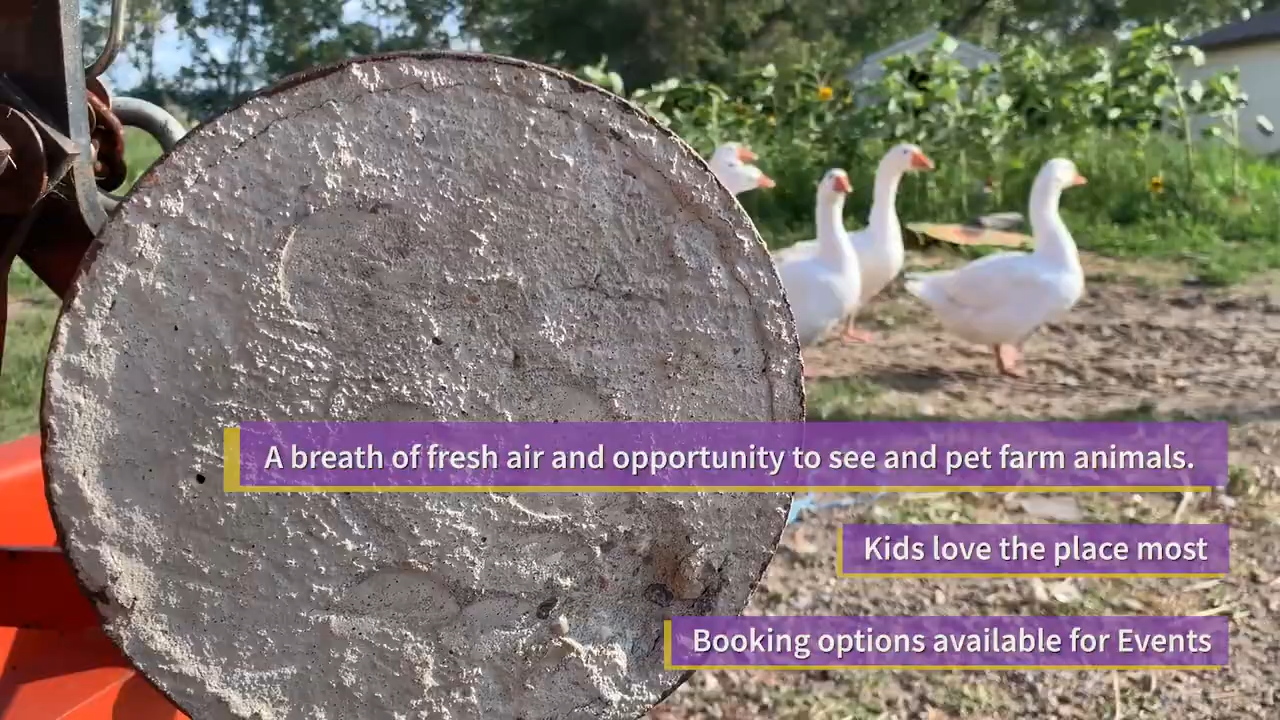 A breath of fresh air and opportunity to see and pet farm animals.
Kids love the place most
Booking options available for Events